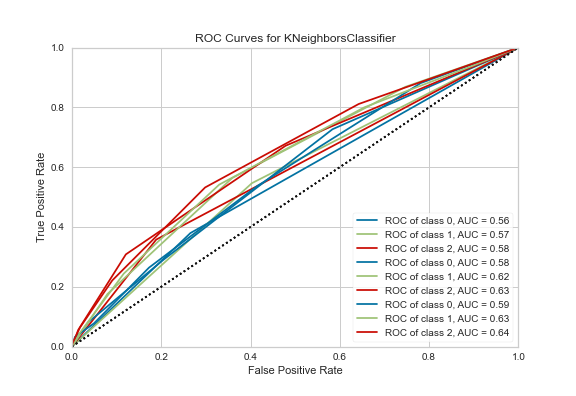 ROC Curves for KNeighborsClassifier
1.0
0.8
0.6
0.4
0.2
0.0
True Positive Rate
0.0 0.2 0.4 0.6 0.8 1.0
False Positive Rate
ROC of class 0, AUC = 0.56
ROC of class 1, AUC = 0.57
ROC of class 2, AUC = 0.58
ROC of class 0, AUC = 0.58
ROC of class 1, AUC = 0.62
ROC of class 2, AUC = 0.63
ROC of class 0, AUC = 0.59
ROC of class 1, AUC = 0.63
ROC of class 2, AUC = 0.64